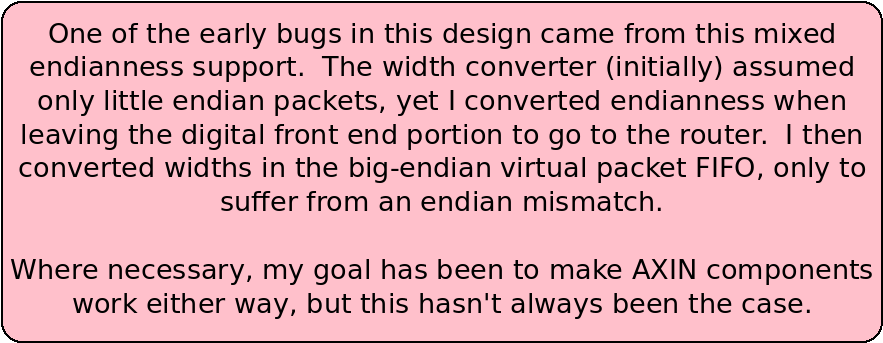 One of the early bugs in this design came from this mixed
endianness support.  The width converter (initially) assumed
only little endian packets, yet I converted endianness when
leaving the digital front end portion to go to the router.  I then
converted widths in the big-endian virtual packet FIFO, only to
suffer from an endian mismatch.
Where necessary, my goal has been to make AXIN components
work either way, but this hasn't always been the case.